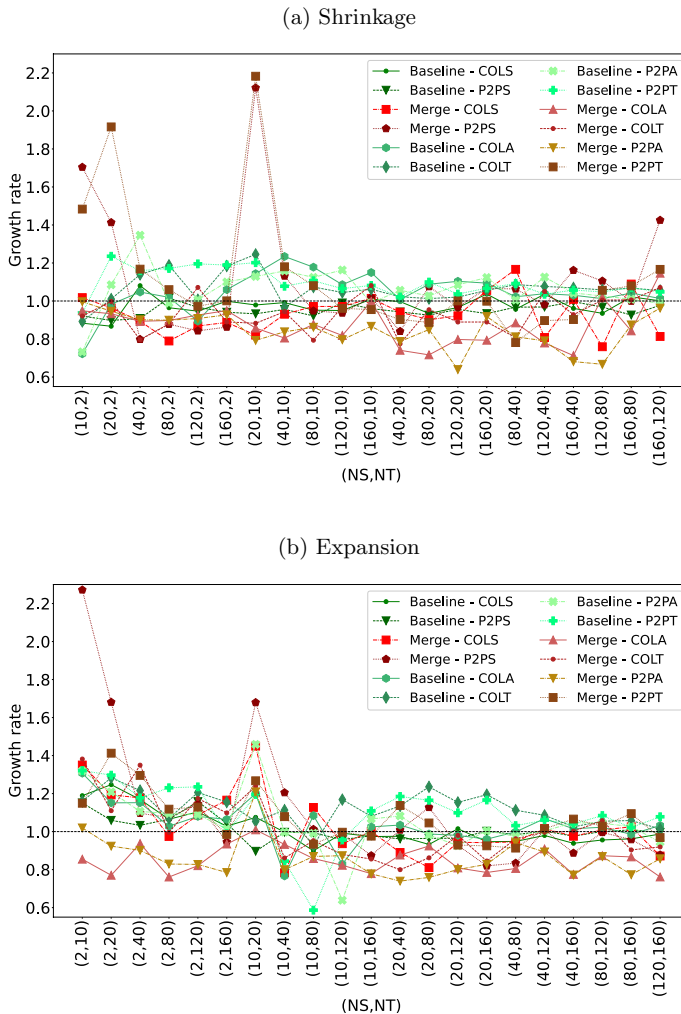 (a) Shrinkage
Growth rate
2.2
2.0
1.8
1.6
1.4
1.2
1.0
0.8
0.6
Baseline - COLS
Baseline - P2PS
Merge - COLS
Merge - P2PS
Baseline - COLA
Baseline - COLT
Baseline - P2PA
Baseline - P2PT
Merge - COLA
Merge - COLT
Merge - P2PA
Merge - P2PT
(10,2)
(20,2)
(40,2)
(80,2)
(120,2)
(160,2)
(20,10)
(40,10)
(80,10)
(120,10)
(160,10)
(40,20)
(80,20)
(120,20)
(160,20)
(80,40)
(120,40)
(160,40)
(120,80)
(160,80)
(160,120)
(NS,NT)
(b) Expansion
Growth rate
2.2
2.0
1.8
1.6
1.4
1.2
1.0
0.8
0.6
Baseline - COLS
Baseline - P2PS
Merge - COLS
Merge - P2PS
Baseline - COLA
Baseline - COLT
Baseline - P2PA
Baseline - P2PT
Merge - COLA
Merge - COLT
Merge - P2PA
Merge - P2PT
(2,10)
(2,20)
(2,40)
(2,80)
(2,120)
(2,160)
(10,20)
(10,40)
(10,80)
(10,120)
(10,160)
(20,40)
(20,80)
(20,120)
(20,160)
(40,80)
(40,120)
(40,160)
(80,120)
(80,160)
(120,160)
(NS,NT)